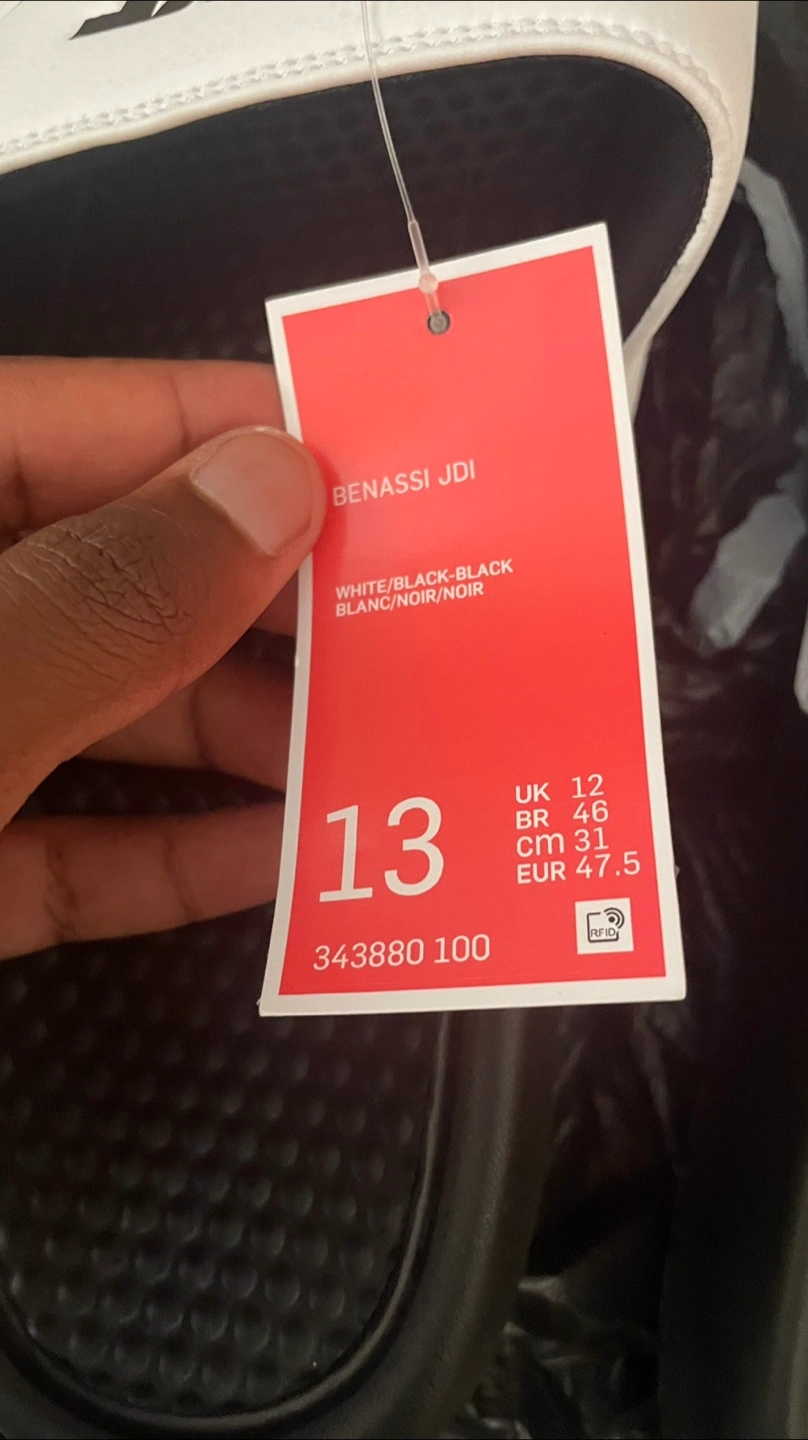 BENASSI JDI
WHITE/BLACK-BLACK
BLANC/NOIR/NOIR
13
UK 12
BR 46
cm 31
EUR 47.5
RFID
343880 100